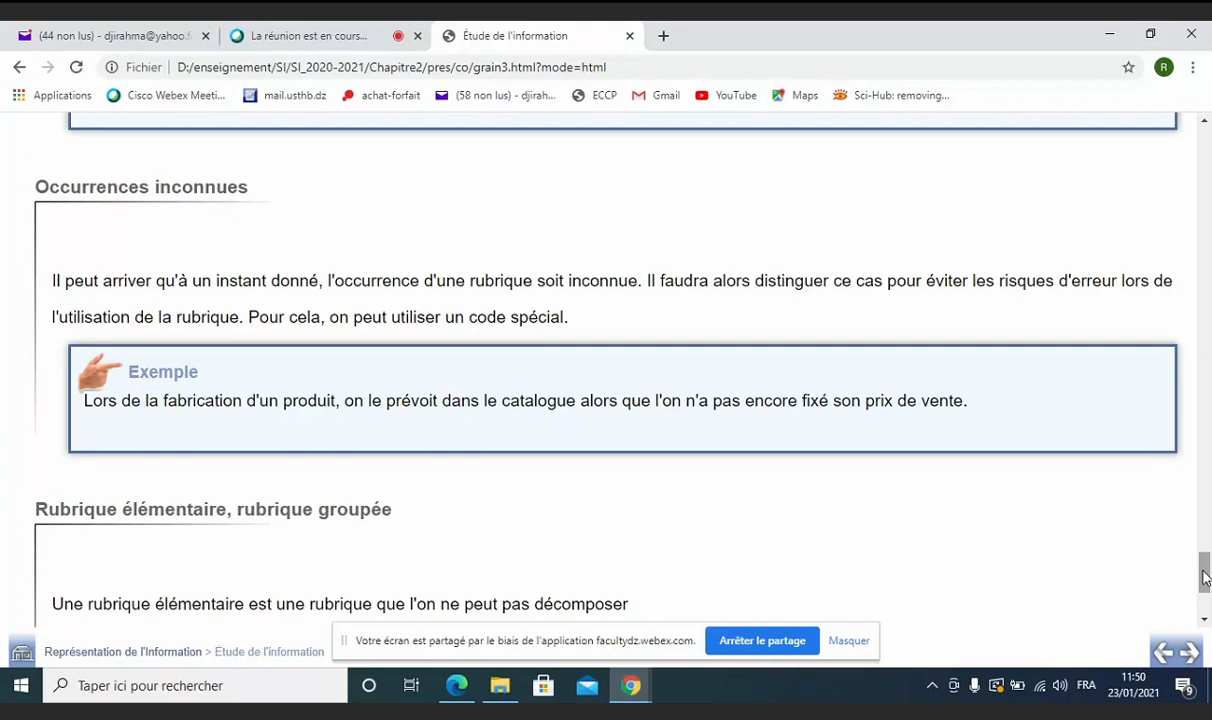 (44 non lus) - djirahma@yahoo.f
La réunion est en cours...
Étude de l'information
Fichier
D:/enseignement/SI/SI_2020-2021/Chapitre2/pres/co/grain3.html?mode=html
R
Applications
Cisco Webex Meeti...
mail.usthb.dz
achat-forfait
(58 non lus) - djirah...
ECCP
Gmail
YouTube
Maps
Sci-Hub: removing...
Occurrences inconnues
Il peut arriver qu'à un instant donné, l'occurrence d'une rubrique soit inconnue. Il faudra alors distinguer ce cas pour éviter les risques d'erreur lors de
l'utilisation de la rubrique. Pour cela, on peut utiliser un code spécial.
Exemple
Lors de la fabrication d'un produit, on le prévoit dans le catalogue alors que l'on n'a pas encore fixé son prix de vente.
Rubrique élémentaire, rubrique groupée
Une rubrique élémentaire est une rubrique que l'on ne peut pas décomposer
Votre écran est partagé par le biais de l'application facultydz.webex.com.
Arrêter le partage
Masquer
Représentation de l'Information > Étude de l'information
Taper ici pour rechercher
FRA
11:50
23/01/2021
9